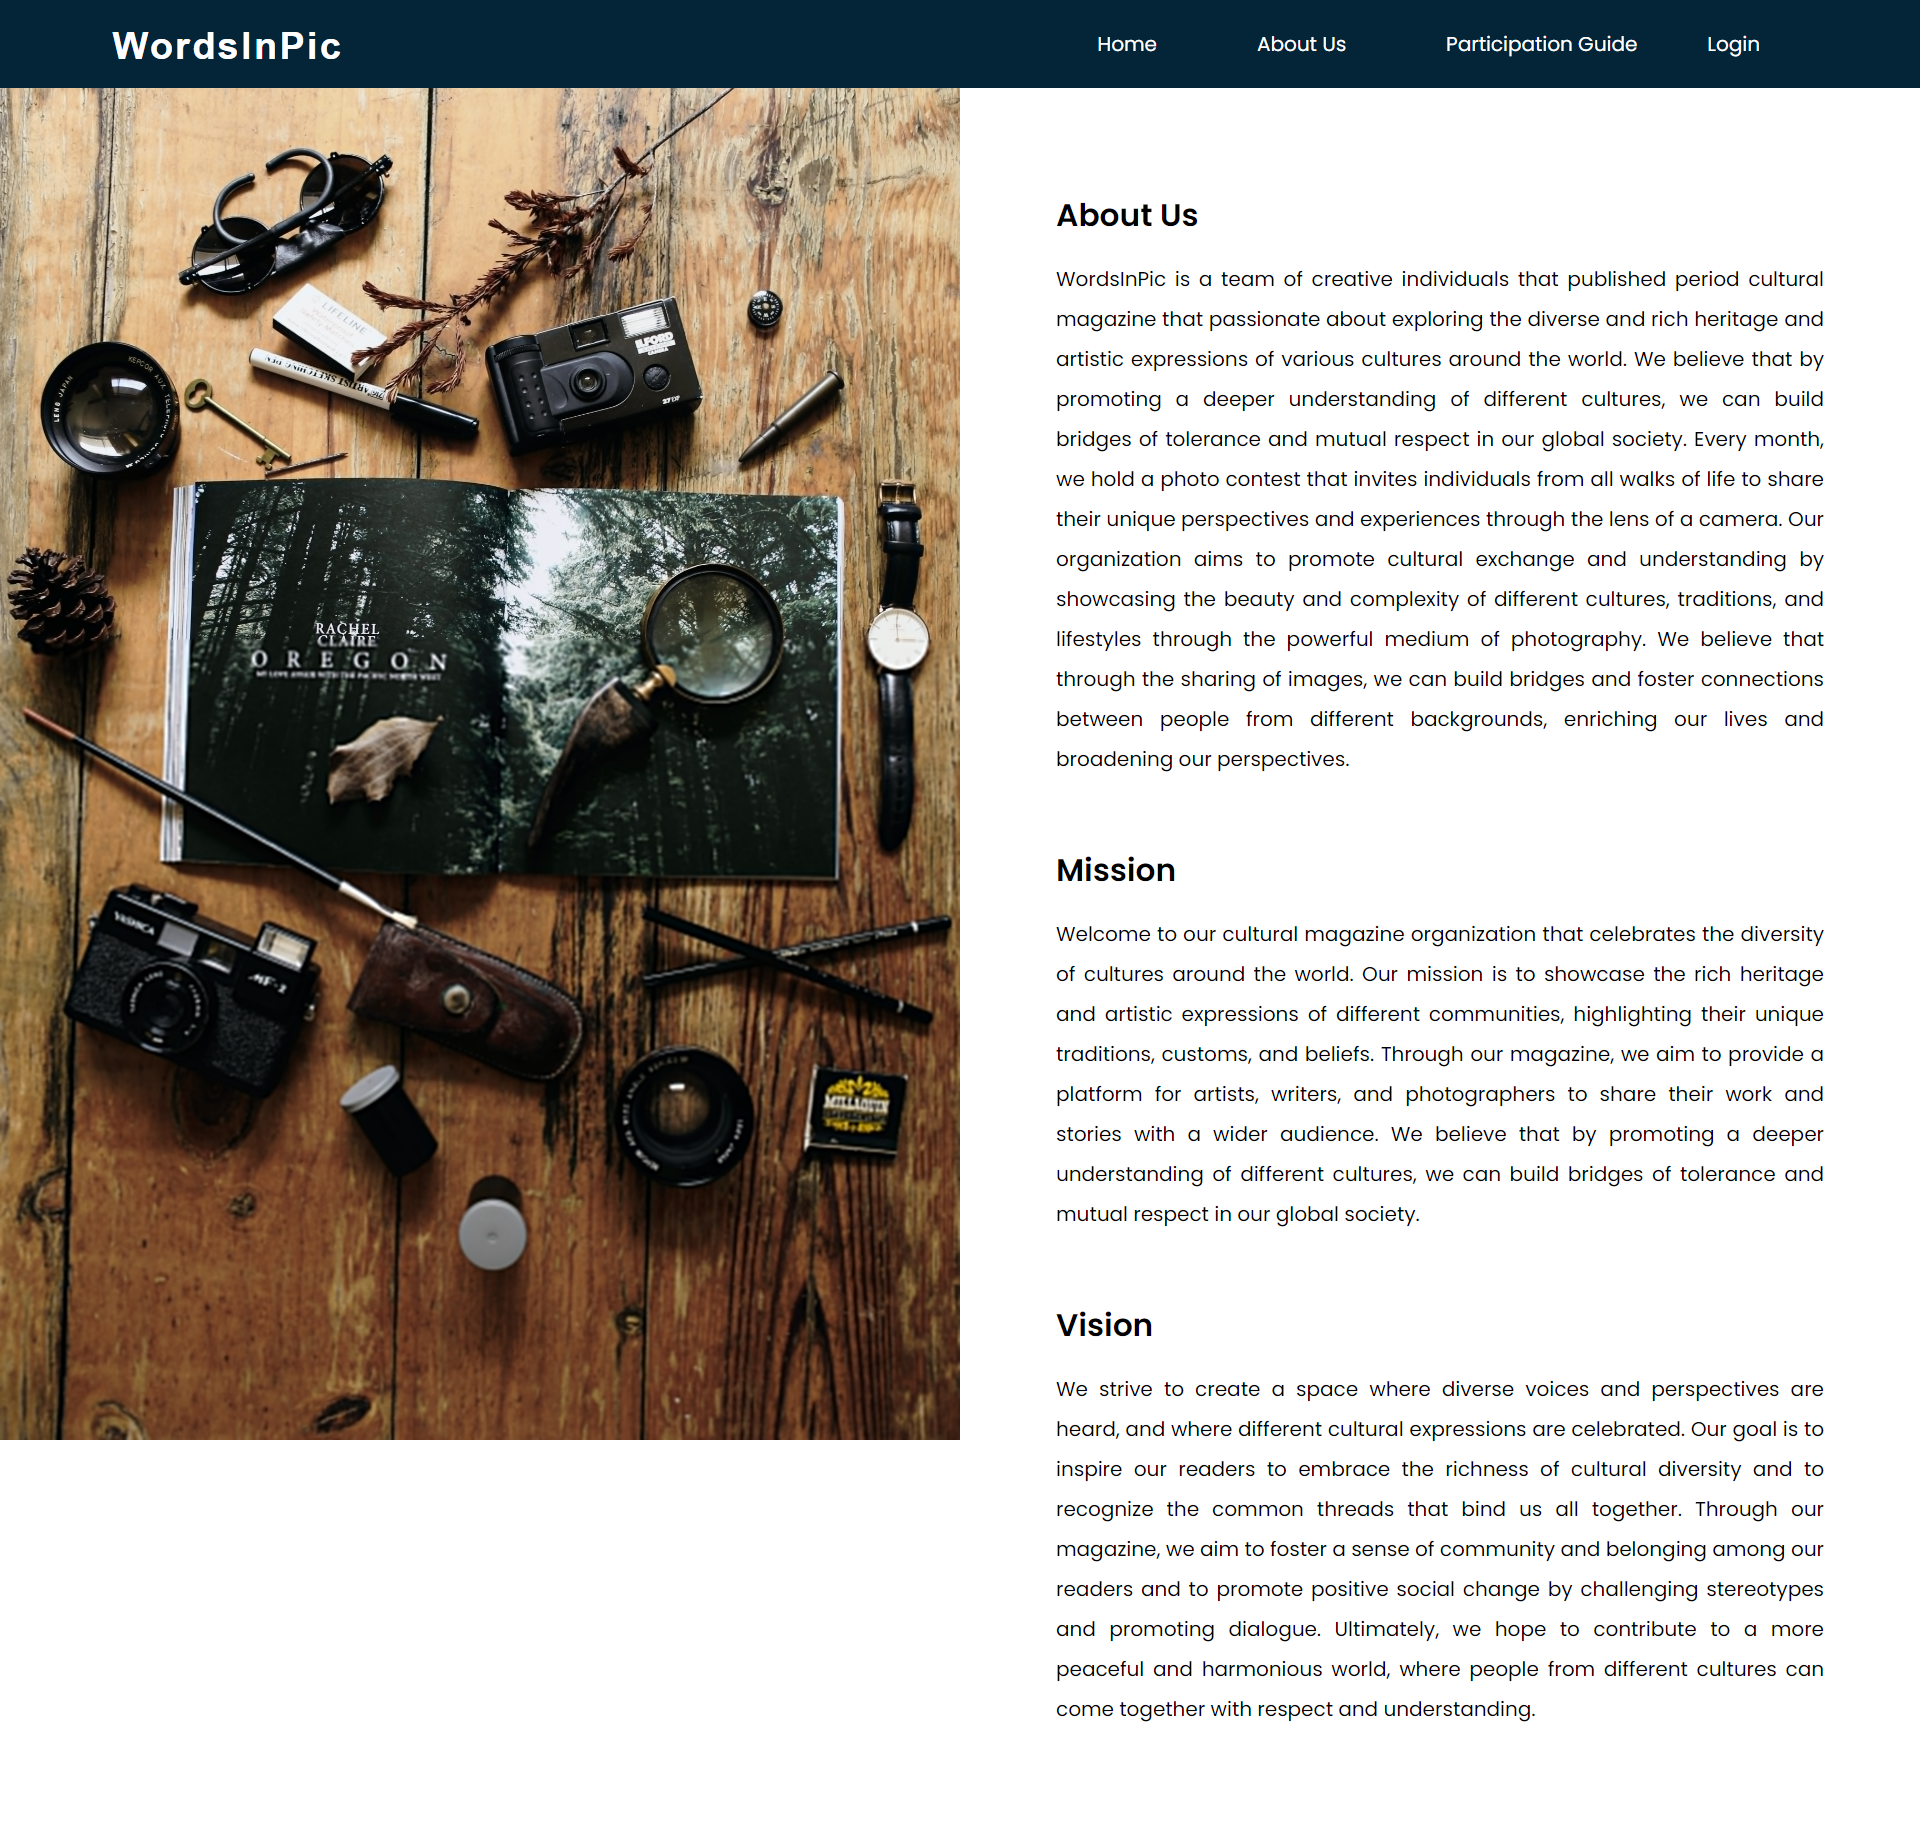 WordsInPic
Home
About Us
Participation Guide
Login
LIFELINE
LENS JAPAN
ARTIST SKETCHING PEN
ILFORD
CAMERA
RACHEL
CLAIRE
OREGON
YASHICA
MF-2
About Us
WordsInPic is a team of creative individuals that published period cultural
magazine that passionate about exploring the diverse and rich heritage and
artistic expressions of various cultures around the world. We believe that by
promoting a deeper understanding of different cultures, we can build
bridges of tolerance and mutual respect in our global society. Every month,
we hold a photo contest that invites individuals from all walks of life to share
their unique perspectives and experiences through the lens of a camera. Our
organization aims to promote cultural exchange and understanding by
showcasing the beauty and complexity of different cultures, traditions, and
lifestyles through the powerful medium of photography. We believe that
through the sharing of images, we can build bridges and foster connections
between people from different backgrounds, enriching our lives and
broadening our perspectives.
Mission
Welcome to our cultural magazine organization that celebrates the diversity
of cultures around the world. Our mission is to showcase the rich heritage
and artistic expressions of different communities, highlighting their unique
traditions, customs, and beliefs. Through our magazine, we aim to provide a
platform for artists, writers, and photographers to share their work and
stories with a wider audience. We believe that by promoting a deeper
understanding of different cultures, we can build bridges of tolerance and
mutual respect in our global society.
Vision
We strive to create a space where diverse voices and perspectives are
heard, and where different cultural expressions are celebrated. Our goal is to
inspire our readers to embrace the richness of cultural diversity and to
recognize the common threads that bind us all together. Through our
magazine, we aim to foster a sense of community and belonging among our
readers and to promote positive social change by challenging stereotypes
and promoting dialogue. Ultimately, we hope to contribute to a more
peaceful and harmonious world, where people from different cultures can
come together with respect and understanding.